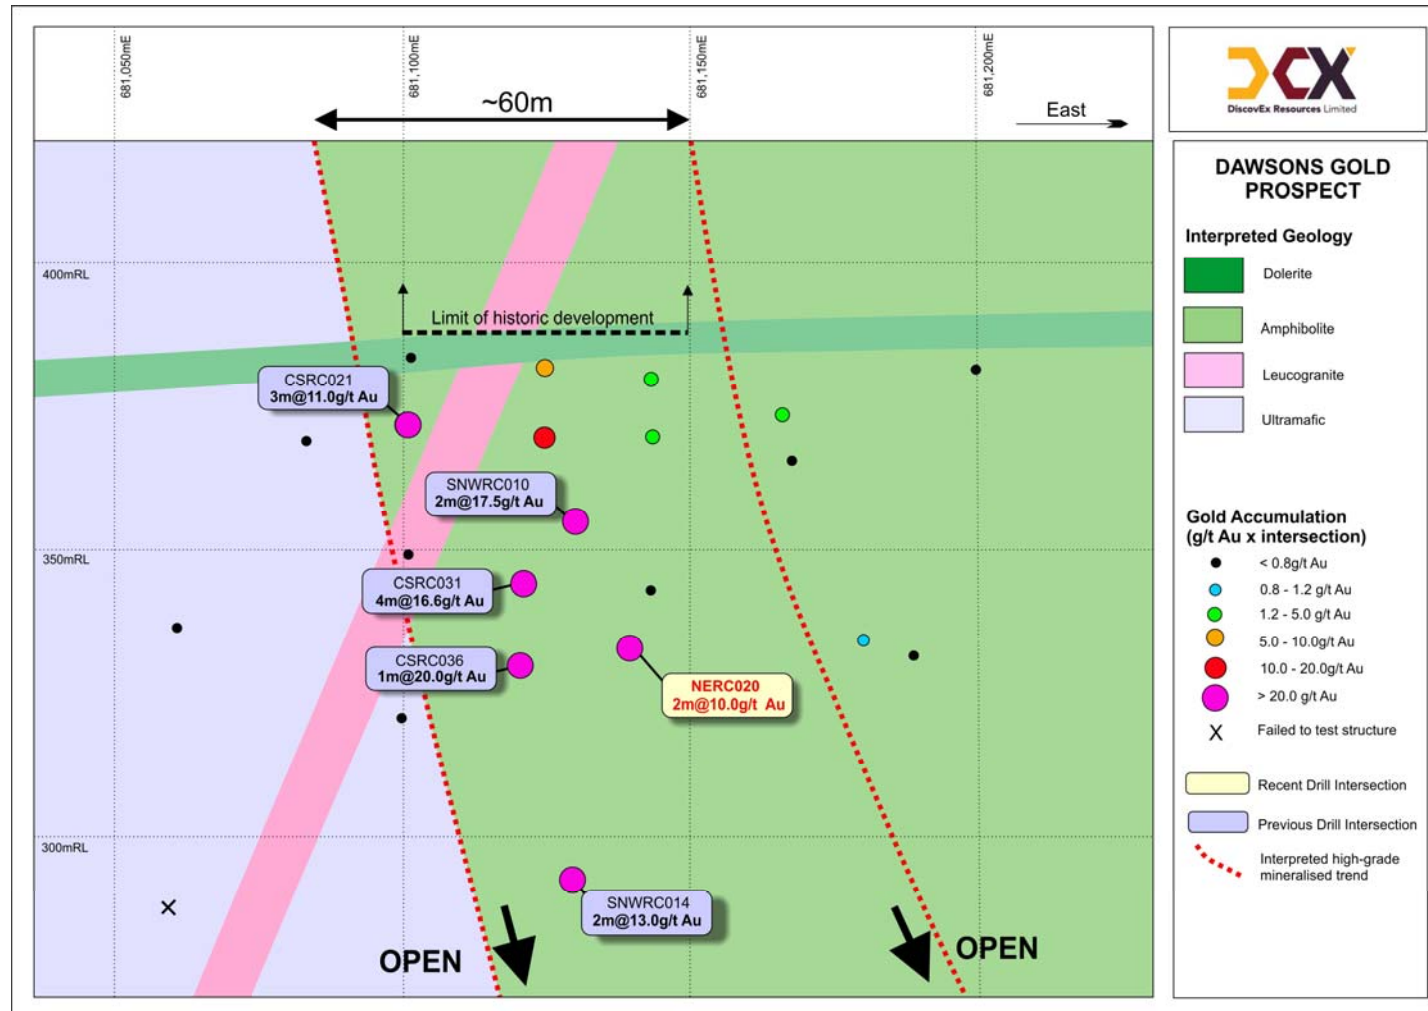 681,050mE
681,100mE
681,150mE
681,200mE
~60m
East
400mRL
Limit of historic development
CSRC021
3m@11.0g/t Au
SNWRC010
2m@17.5g/t Au
350mRL
CSRC031
4m@16.6g/t Au
CSRC036
1m@20.0g/t Au
NERC020
2m@10.0g/t Au
300mRL
SNWRC014
2m@13.0g/t Au
OPEN
OPEN
DCX
DiscovEx Resources Limited
DAWSONS GOLD
PROSPECT
Interpreted Geology
Dolerite
Amphibolite
Leucogranite
Ultramafic
Gold Accumulation
(g/t Au x intersection)
< 0.8g/t Au
0.8 - 1.2 g/t Au
1.2 - 5.0 g/t Au
5.0 - 10.0g/t Au
10.0 - 20.0g/t Au
> 20.0 g/t Au
Failed to test structure
Recent Drill Intersection
Previous Drill Intersection
Interpreted high-grade
mineralised trend